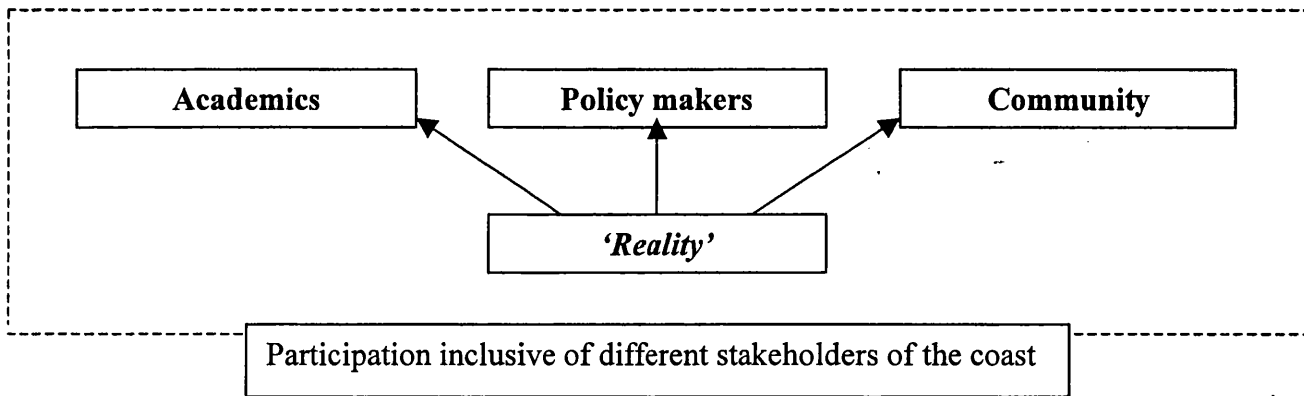 Academics
Policy makers
Community
‘Reality’
Participation inclusive of different stakeholders of the coast